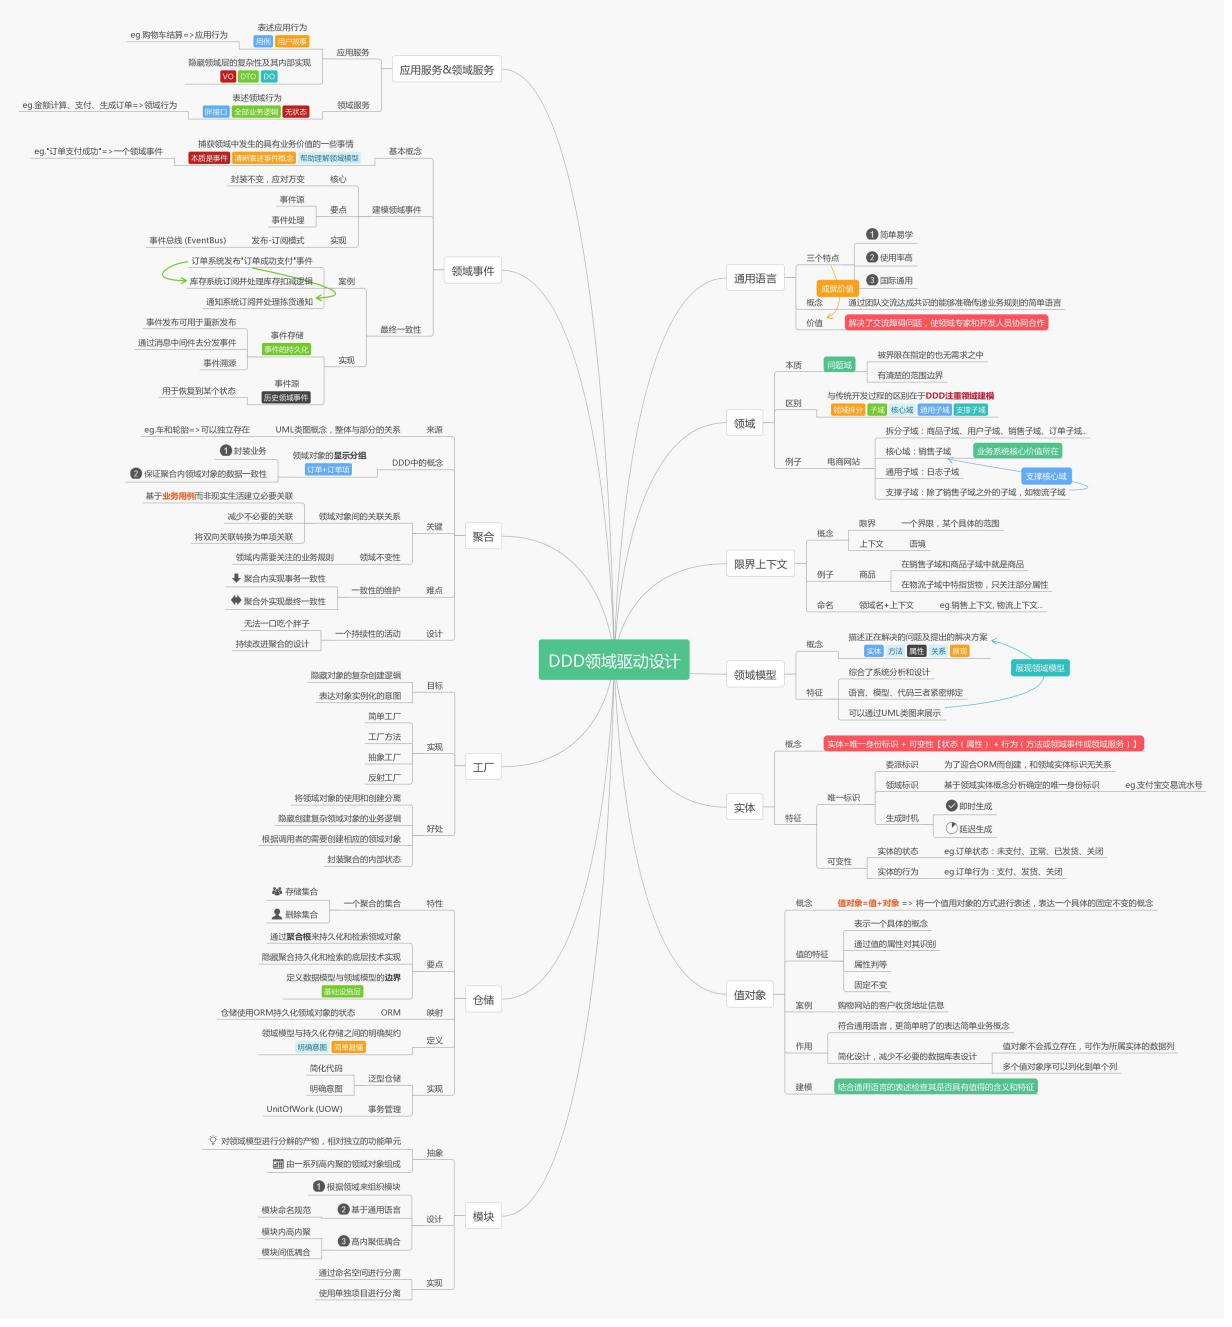 DDD领域驱动设计
应用服务&领域服务
应用服务
表述应用行为
用例 用户故事
eg.购物车结算=>应用行为
隐藏领域层的复杂性及其内部实现
VO DTO DO
领域服务
表述领域行为
胖接口 全部业务逻辑 无状态
eg.金额计算、支付、生成订单=>领域行为
领域事件
基本概念
捕获领域中发生的具有业务价值的一些事情
本质是事件 清晰表述事件概念 帮助理解领域模型
eg."订单支付成功"=>一个领域事件
建模领域事件
核心
封装不变，应对万变
要点
事件源
事件处理
实现
发布-订阅模式
事件总线 (EventBus)
最终一致性
案例
订单系统发布"订单成功支付"事件
库存系统订阅并处理库存扣减逻辑
通知系统订阅并处理拣货通知
实现
事件存储
事件的持久化
事件发布可用于重新发布
通过消息中间件去分发事件
事件溯源
事件源
历史领域事件
用于恢复到某个状态
聚合
来源
UML类图概念，整体与部分的关系
eg.车和轮胎=>可以独立存在
DDD中的概念
领域对象的显示分组
订单+订单项
1 封装业务
2 保证聚合内领域对象的数据一致性
关键
领域对象间的关联关系
基于业务用例而非现实生活建立必要关联
减少不必要的关联
将双向关联转换为单项关联
领域不变性
领域内需要关注的业务规则
难点
一致性的维护
聚合内实现事务一致性
聚合外实现最终一致性
设计
一个持续性的活动
无法一口吃个胖子
持续改进聚合的设计
工厂
目标
隐藏对象的复杂创建逻辑
表达对象实例化的意图
实现
简单工厂
工厂方法
抽象工厂
反射工厂
好处
将领域对象的使用和创建分离
隐藏创建复杂领域对象的业务逻辑
根据调用者的需要创建相应的领域对象
封装聚合的内部状态
仓储
特性
一个聚合的集合
存储集合
删除集合
要点
通过聚合根来持久化和检索领域对象
隐藏聚合持久化和检索的底层技术实现
定义数据模型与领域模型的边界
基础设施层
映射
ORM
仓储使用ORM持久化领域对象的状态
定义
领域模型与持久化存储之间的明确契约
明确意图 简单易懂
实现
泛型仓储
简化代码
明确意图
事务管理
UnitOfWork (UOW)
模块
抽象
对领域模型进行分解的产物，相对独立的功能单元
由一系列高内聚的领域对象组成
设计
1 根据领域来组织模块
2 基于通用语言
模块命名规范
3 高内聚低耦合
模块内高内聚
模块间低耦合
实现
通过命名空间进行分离
使用单独项目进行分离
通用语言
三个特点
1 简单易学
2 使用率高
3 国际通用
成就价值
概念
通过团队交流达成共识的能够准确传递业务规则的简单语言
价值
解决了交流障碍问题，使领域专家和开发人员协同合作
领域
本质
问题域
被界限在指定的也无需求之中
有清楚的范围边界
区别
与传统开发过程的区别在于DDD注重领域建模
领域拆分 子域 核心域 通用子域 支撑子域
例子
电商网站
拆分子域：商品子域、用户子域、销售子域、订单子域...
核心域：销售子域
业务系统核心价值所在
通用子域：日志子域
支撑核心域
支撑子域：除了销售子域之外的子域，如物流子域
限界上下文
概念
限界
一个界限，某个具体的范围
上下文
语境
例子
商品
在销售子域和商品子域中就是商品
在物流子域中特指货物，只关注部分属性
命名
领域名+上下文
eg.销售上下文, 物流上下文...
领域模型
概念
描述正在解决的问题及提出的解决方案
实体 方法 属性 关系 展现
展现领域模型
特征
综合了系统分析和设计
语言、模型、代码三者紧密绑定
可以通过UML类图来展示
实体
概念
实体=唯一身份标识 + 可变性【状态（属性） + 行为（方法或领域事件或领域服务）】
特征
唯一标识
委派标识
为了迎合ORM而创建，和领域实体标识无关系
领域标识
基于领域实体概念分析确定的唯一身份标识
eg.支付宝交易流水号
生成时机
即时生成
延迟生成
可变性
实体的状态
eg.订单状态：未支付、正常、已发货、关闭
实体的行为
eg.订单行为：支付、发货、关闭
值对象
概念
值对象=值+对象 => 将一个值用对象的方式进行表述，表达一个具体的固定不变的概念
值的特征
表示一个具体的概念
通过值的属性对其识别
属性判等
固定不变
案例
购物网站的客户收货地址信息
作用
符合通用语言，更简单明了的表达简单业务概念
简化设计，减少不必要的数据库表设计
值对象不会孤立存在，可作为所属实体的数据列
多个值对象序可以列化到单个列
建模
结合通用语言的表述检查其是否具有值得的含义和特征